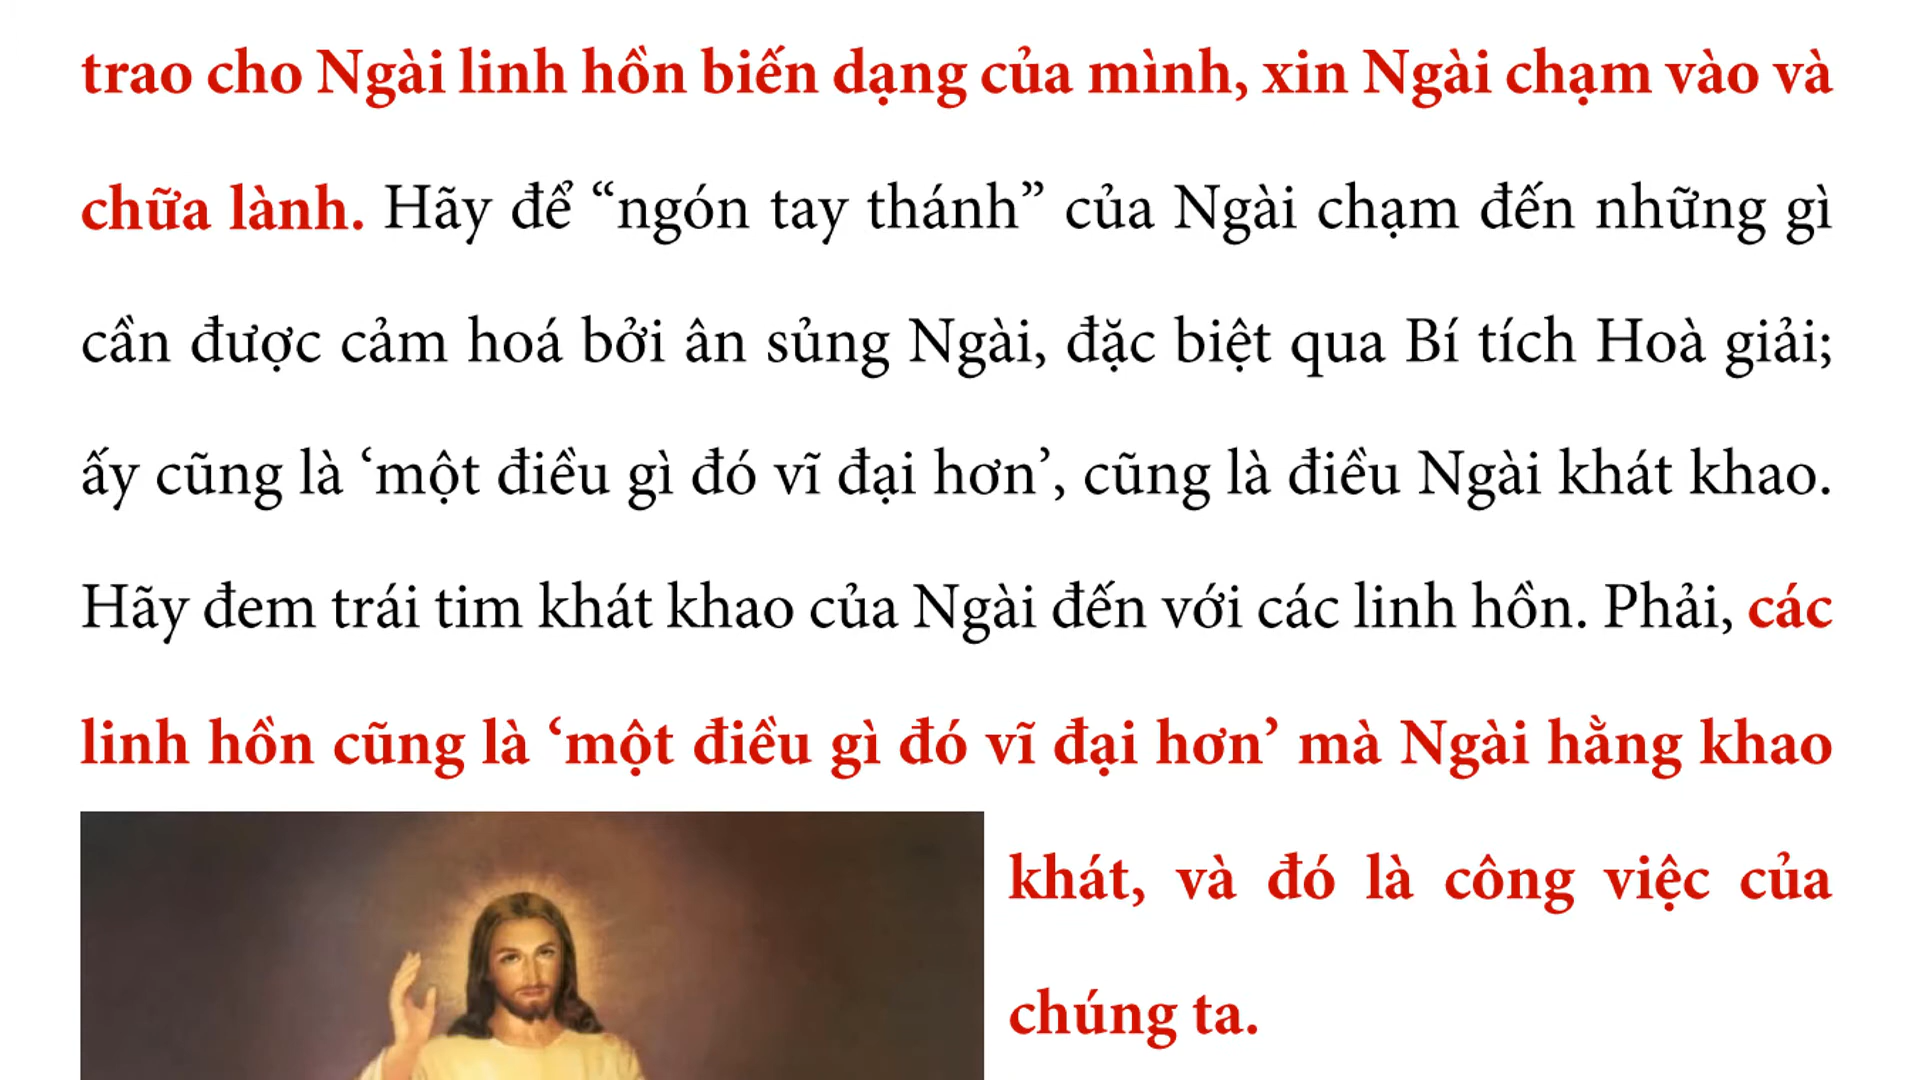 trao cho Ngài linh hồn biến dạng của mình, xin Ngài chạm vào và
chữa lành. Hãy để “ngón tay thánh” của Ngài chạm đến những gì
cần được cảm hoá bởi ân sủng Ngài, đặc biệt qua Bí tích Hoà giải;
ấy cũng là ‘một điều gì đó vĩ đại hơn’, cũng là điều Ngài khát khao.
Hãy đem trái tim khát khao của Ngài đến với các linh hồn. Phải, các
linh hồn cũng là ‘một điều gì đó vĩ đại hơn’ mà Ngài hằng khao
khát, và đó là công việc của
chúng ta.